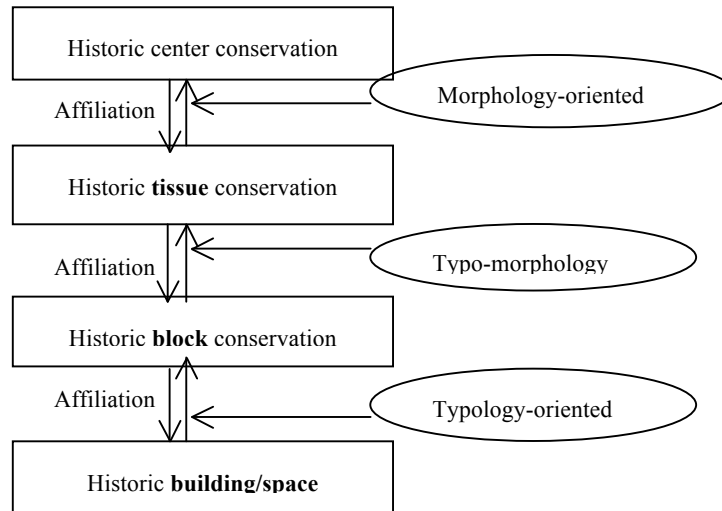 Historic center conservation
Morphology-oriented
Affiliation
Historic tissue conservation
Typo-morphology
Affiliation
Historic block conservation
Typology-oriented
Affiliation
Historic building/space